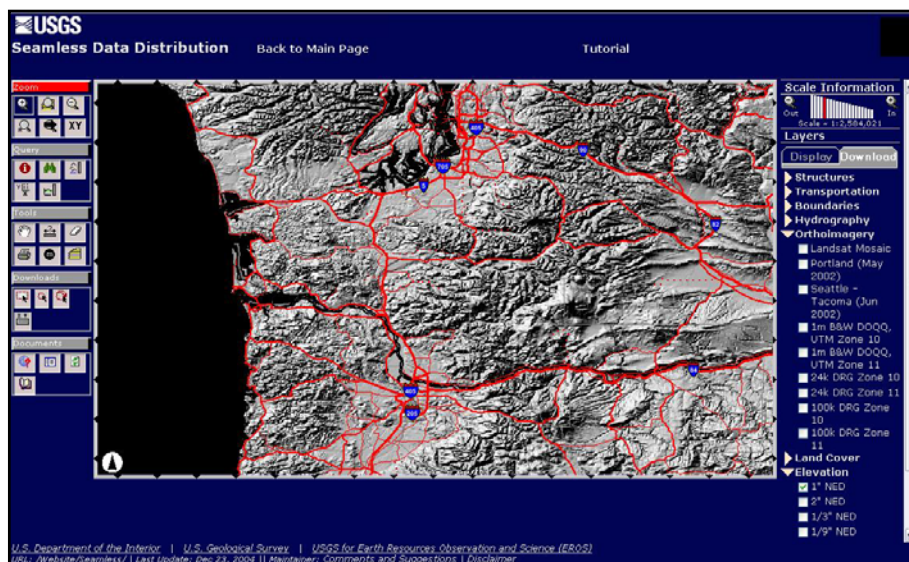 USGS
Seamless Data Distribution Back to Main Page Tutorial
Zoom
XY
Query
Tools
Downloads
Documents
405
90
705
5
82
84
405
205
Scale Information
Out In
Scale = 1:2,584,021
Layers
Display Download
Structures
Transportation
Boundaries
Hydrography
Orthoimagery
Landsat Mosaic
Portland (May
2002)
Seattle -
Tacoma (Jun
2002)
1m B&W DOQQ,
UTM Zone 10
1m B&W DOQQ,
UTM Zone 11
24k DRG Zone 10
24k DRG Zone 11
100k DRG Zone
10
100k DRG Zone
11
Land Cover
Elevation
1" NED
2" NED
1/3" NED
1/9" NED
U.S. Department of the Interior | U.S. Geological Survey | USGS for Earth Resources Observation and Science (EROS)
URL: /Website/Seamless/ | Last Update: Dec 23, 2004 || Maintainer: Comments and Suggestions | Disclaimer